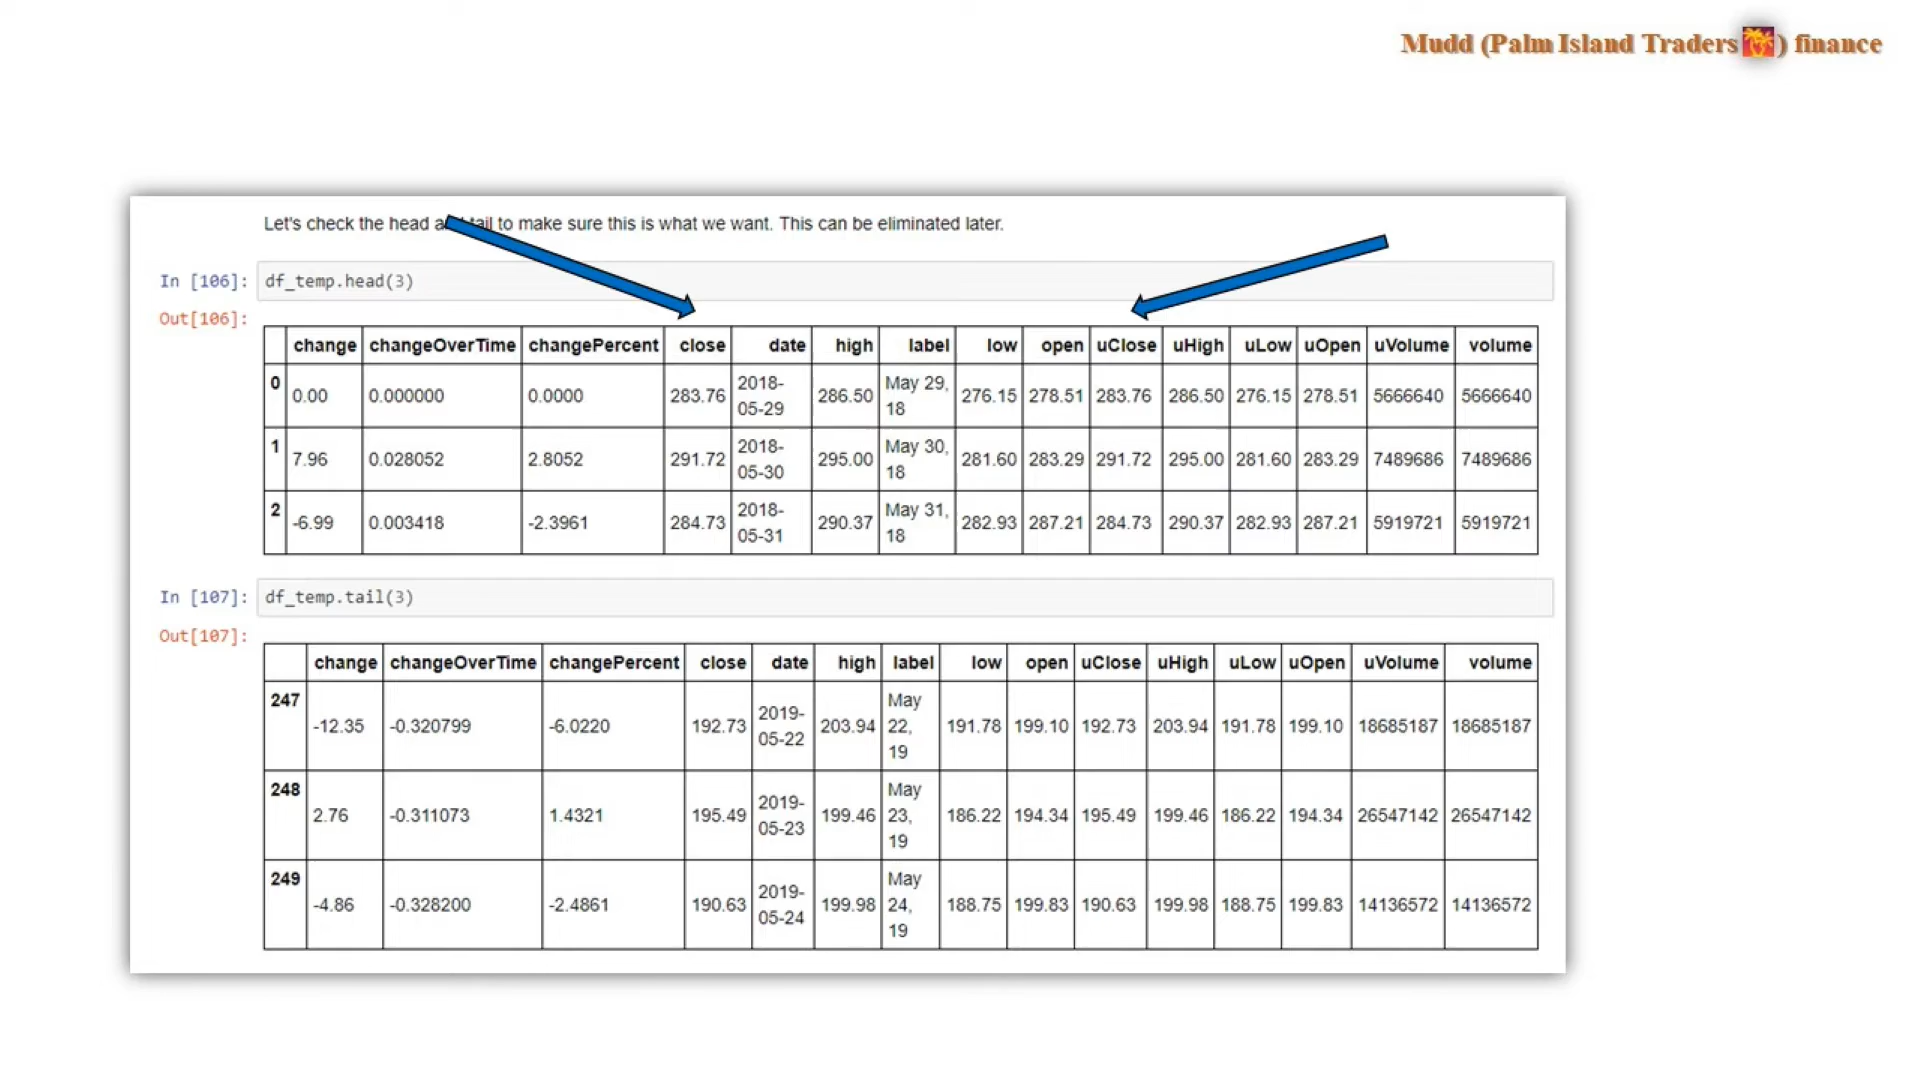 Mudd (Palm Island Traders ) finance
Let's check the head and tail to make sure this is what we want. This can be eliminated later.
In [106]: df_temp.head(3)
Out[106]:
change changeOverTime changePercent close date high label low open uClose uHigh uLow uOpen uVolume volume
0 0.00 0.000000 0.0000 283.76 2018-05-29 286.50 May 29, 18 276.15 278.51 283.76 286.50 276.15 278.51 5666640 5666640
1 7.96 0.028052 2.8052 291.72 2018-05-30 295.00 May 30, 18 281.60 283.29 291.72 295.00 281.60 283.29 7489686 7489686
2 -6.99 0.003418 -2.3961 284.73 2018-05-31 290.37 May 31, 18 282.93 287.21 284.73 290.37 282.93 287.21 5919721 5919721
In [107]: df_temp.tail(3)
Out[107]:
change changeOverTime changePercent close date high label low open uClose uHigh uLow uOpen uVolume volume
247 -12.35 -0.320799 -6.0220 192.73 2019-05-22 203.94 May 22, 19 191.78 199.10 192.73 203.94 191.78 199.10 18685187 18685187
248 2.76 -0.311073 1.4321 195.49 2019-05-23 199.46 May 23, 19 186.22 194.34 195.49 199.46 186.22 194.34 26547142 26547142
249 -4.86 -0.328200 -2.4861 190.63 2019-05-24 199.98 May 24, 19 188.75 199.83 190.63 199.98 188.75 199.83 14136572 14136572